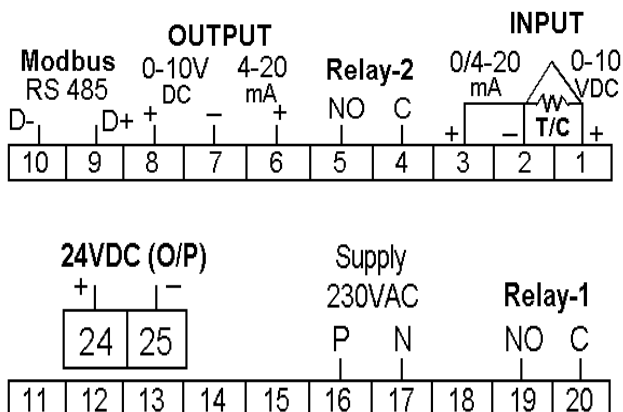 OUTPUT
INPUT
Modbus
RS 485
0-10V
DC
4-20
mA
Relay-2
0/4-20
mA
0-10
VDC
D- D+ + – + NO C + – T/C +
10 9 8 7 6 5 4 3 2 1
24VDC (O/P)
+ –
24 25
Supply
230VAC
P N
Relay-1
NO C
11 12 13 14 15 16 17 18 19 20